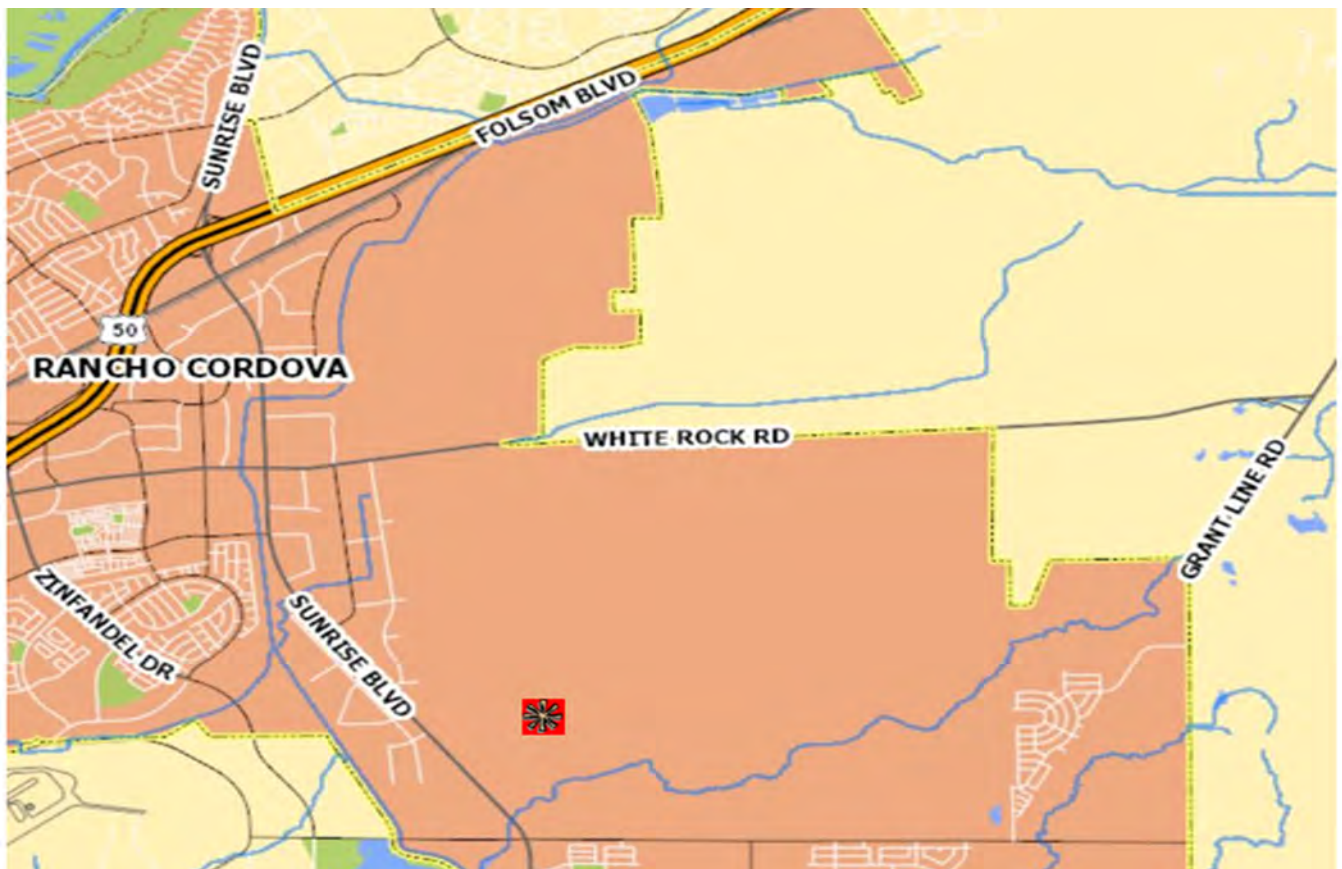 SUNRISE BLVD
FOLSOM BLVD
50
RANCHO CORDOVA
WHITE ROCK RD
GRANT LINE RD
ZINFANDEL DR
SUNRISE BLVD